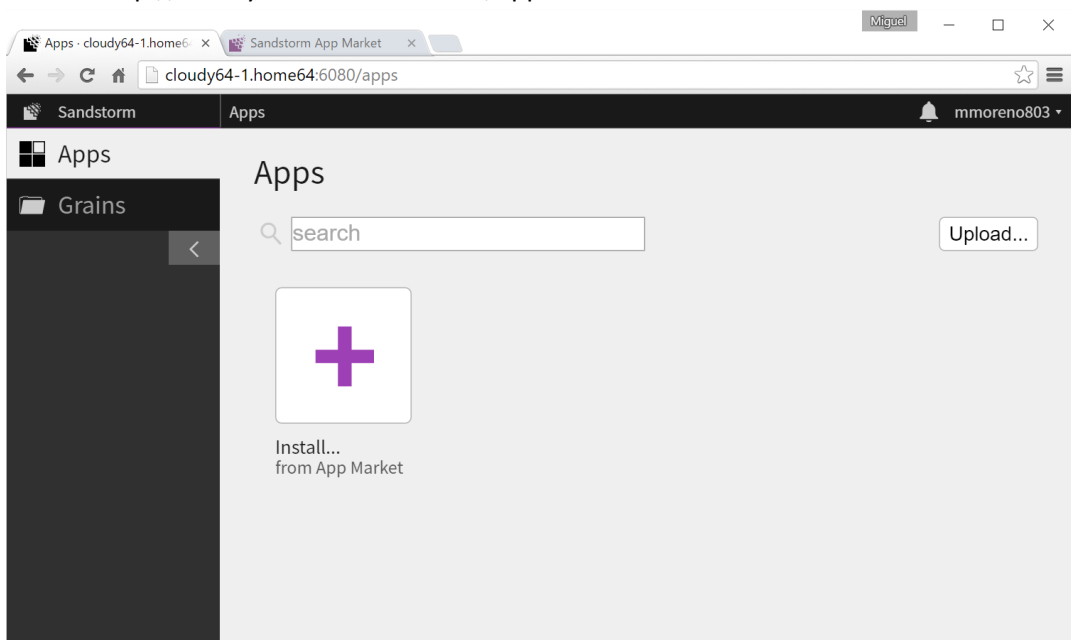 Miguel
Apps · cloudy64-1.home6
Sandstorm App Market
cloudy64-1.home64:6080/apps
Sandstorm
Apps
mmoreno803
Apps
Grains
Apps
search
Upload...
Install...
from App Market